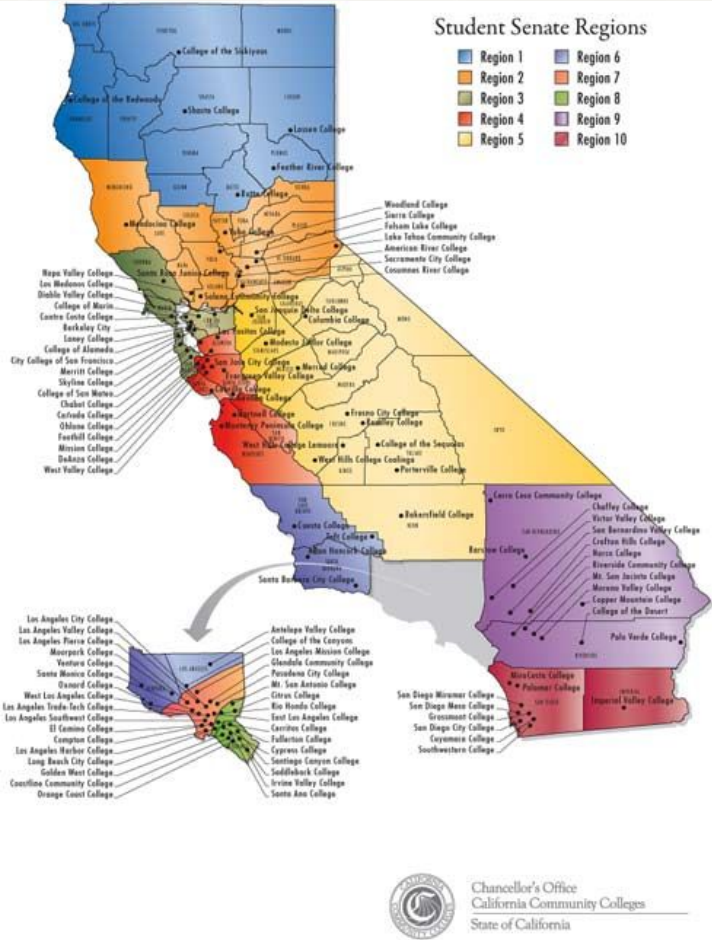 Student Senate Regions
Region 1
Region 2
Region 3
Region 4
Region 5
Region 6
Region 7
Region 8
Region 9
Region 10
College of the Siskiyous
College of the Redwoods
Shasta College
Lassen College
Feather River College
Butte College
Mendocino College
Yuba College
Woodland College
Sierra College
Folsom Lake College
Lake Tahoe Community College
American River College
Sacramento City College
Cosumnes River College
Santa Rosa Junior College
Solano Community College
Napa Valley College
Los Medanos College
Diablo Valley College
College of Marin
Contra Costa College
Berkeley City
Laney College
College of Alameda
City College of San Francisco
Merritt College
Skyline College
College of San Mateo
Chabot College
Cañada College
Ohlone College
Foothill College
Mission College
DeAnza College
West Valley College
San Joaquin Delta College
Columbia College
Las Positas College
Modesto Junior College
San Jose City College
Merced College
Evergreen Valley College
Cabrillo College
Gavilan College
Hartnell College
Monterey Peninsula College
Fresno City College
Reedley College
West Hills College Lemoore
College of the Sequoias
West Hills College Coalinga
Porterville College
Bakersfield College
Cuesta College
Taft College
Allan Hancock College
Santa Barbara City College
Cerro Coso Community College
Chaffey College
Victor Valley College
San Bernardino Valley College
Crafton Hills College
Barstow College
Norco College
Riverside Community College
Mt. San Jacinto College
Moreno Valley College
Copper Mountain College
College of the Desert
Palo Verde College
MiraCosta College
Palomar College
Imperial Valley College
San Diego Miramar College
San Diego Mesa College
Grossmont College
San Diego City College
Cuyamaca College
Southwestern College
Los Angeles City College
Los Angeles Valley College
Los Angeles Pierce College
Moorpark College
Ventura College
Santa Monica College
Oxnard College
West Los Angeles College
Los Angeles Trade-Tech College
Los Angeles Southwest College
El Camino College
Compton College
Los Angeles Harbor College
Long Beach City College
Golden West College
Coastline Community College
Orange Coast College
Antelope Valley College
College of the Canyons
Los Angeles Mission College
Glendale Community College
Pasadena City College
Mt. San Antonio College
Citrus College
Rio Hondo College
East Los Angeles College
Cerritos College
Fullerton College
Cypress College
Santiago Canyon College
Saddleback College
Irvine Valley College
Santa Ana College
Chancellor's Office
California Community Colleges
State of California